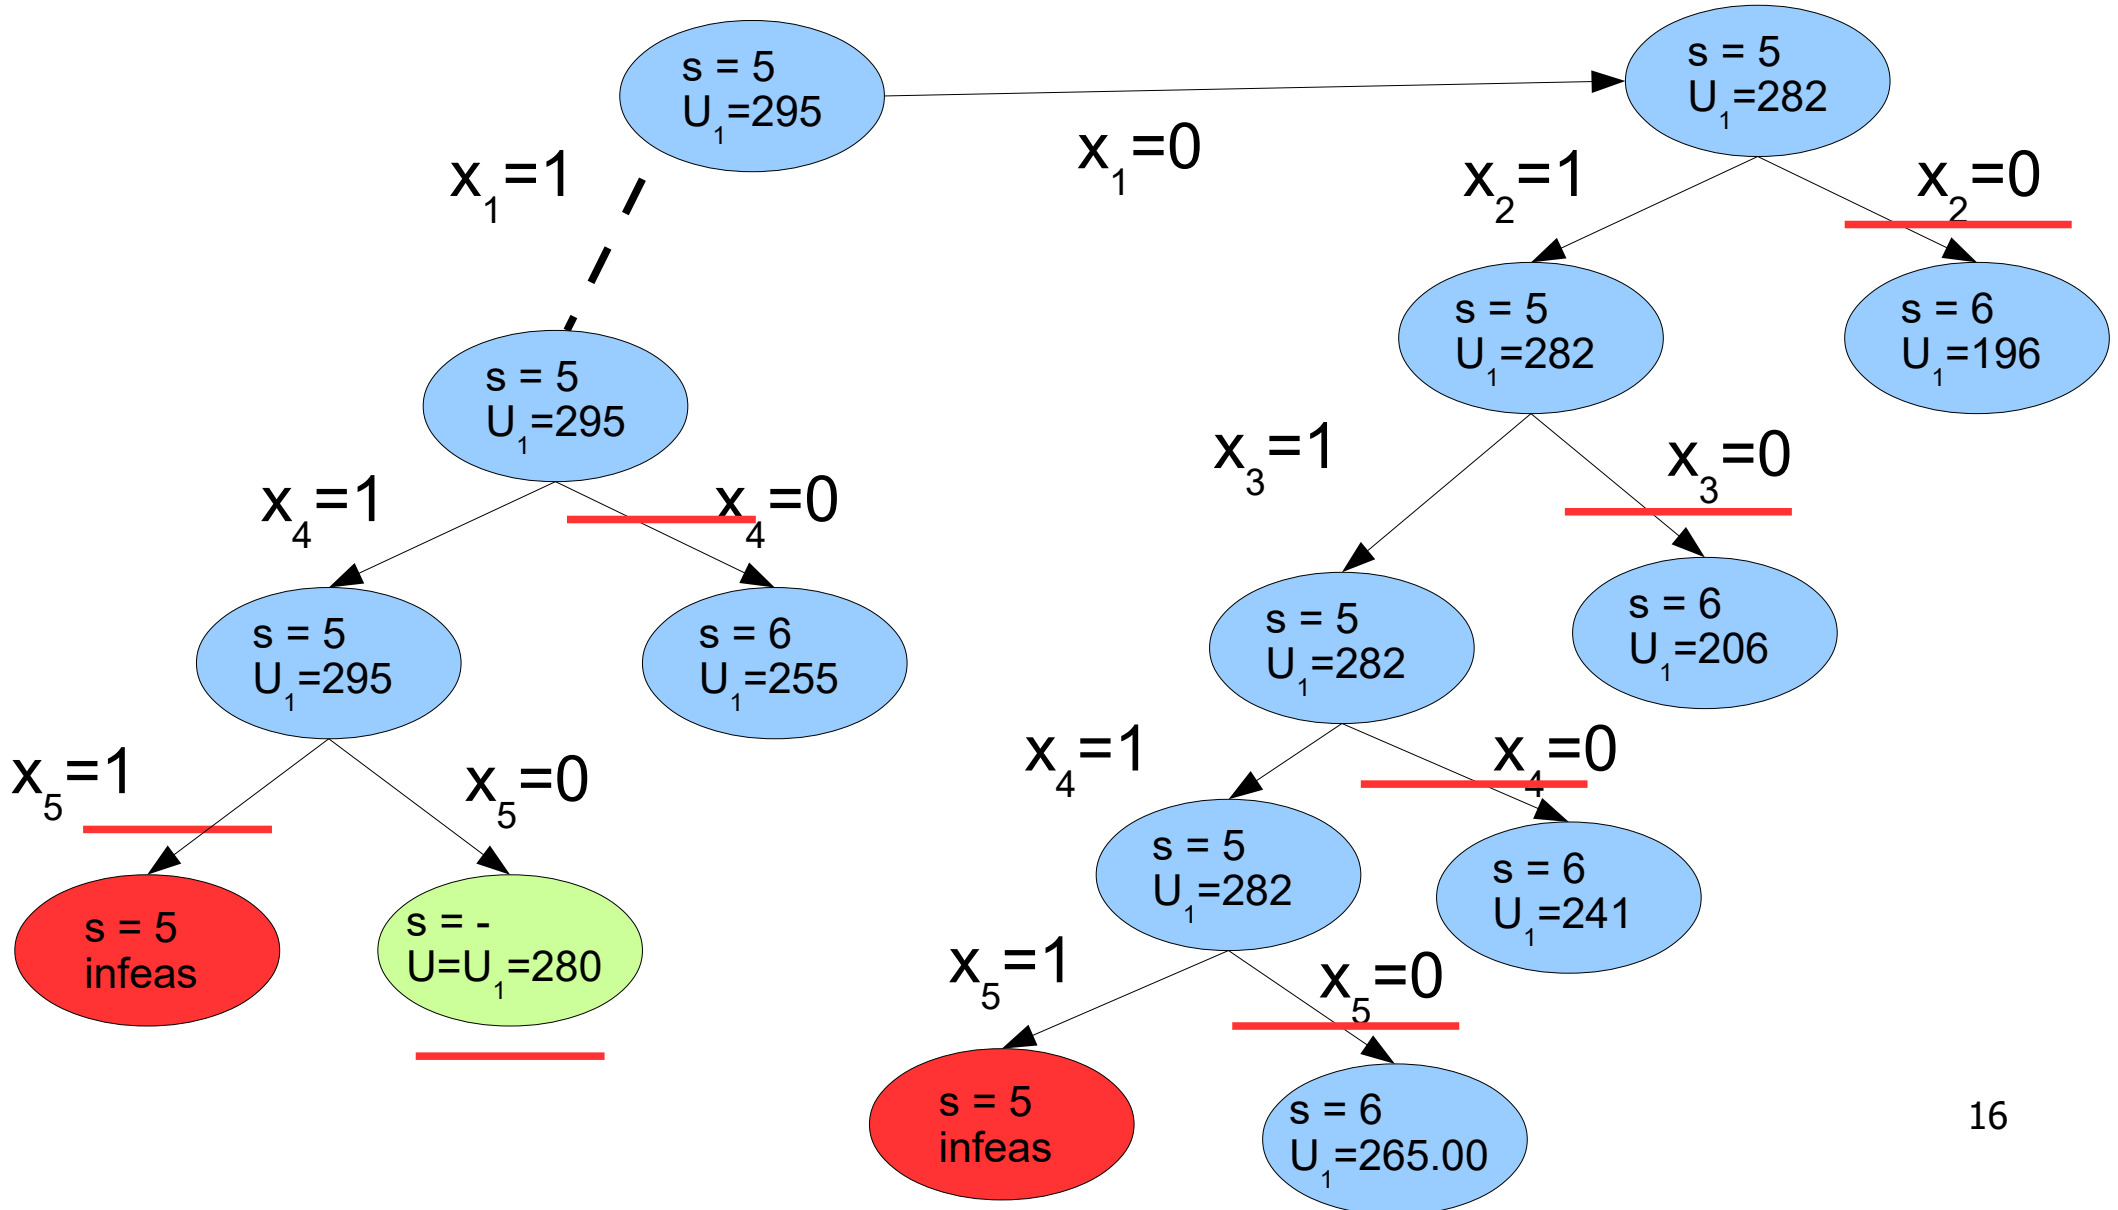 s = 5
U₁=295
s = 5
U₁=282
x₁=1
x₁=0
x₂=1
x₂=0
s = 5
U₁=282
s = 6
U₁=196
s = 5
U₁=295
x₃=1
x₃=0
x₄=1
x₄=0
s = 5
U₁=295
s = 6
U₁=255
s = 5
U₁=282
s = 6
U₁=206
x₅=1
x₅=0
x₄=1
x₄=0
s = 5
U₁=282
s = 6
U₁=241
s = 5
infeas
s = -
U=U₁=280
x₅=1
x₅=0
s = 5
infeas
s = 6
U₁=265.00
16